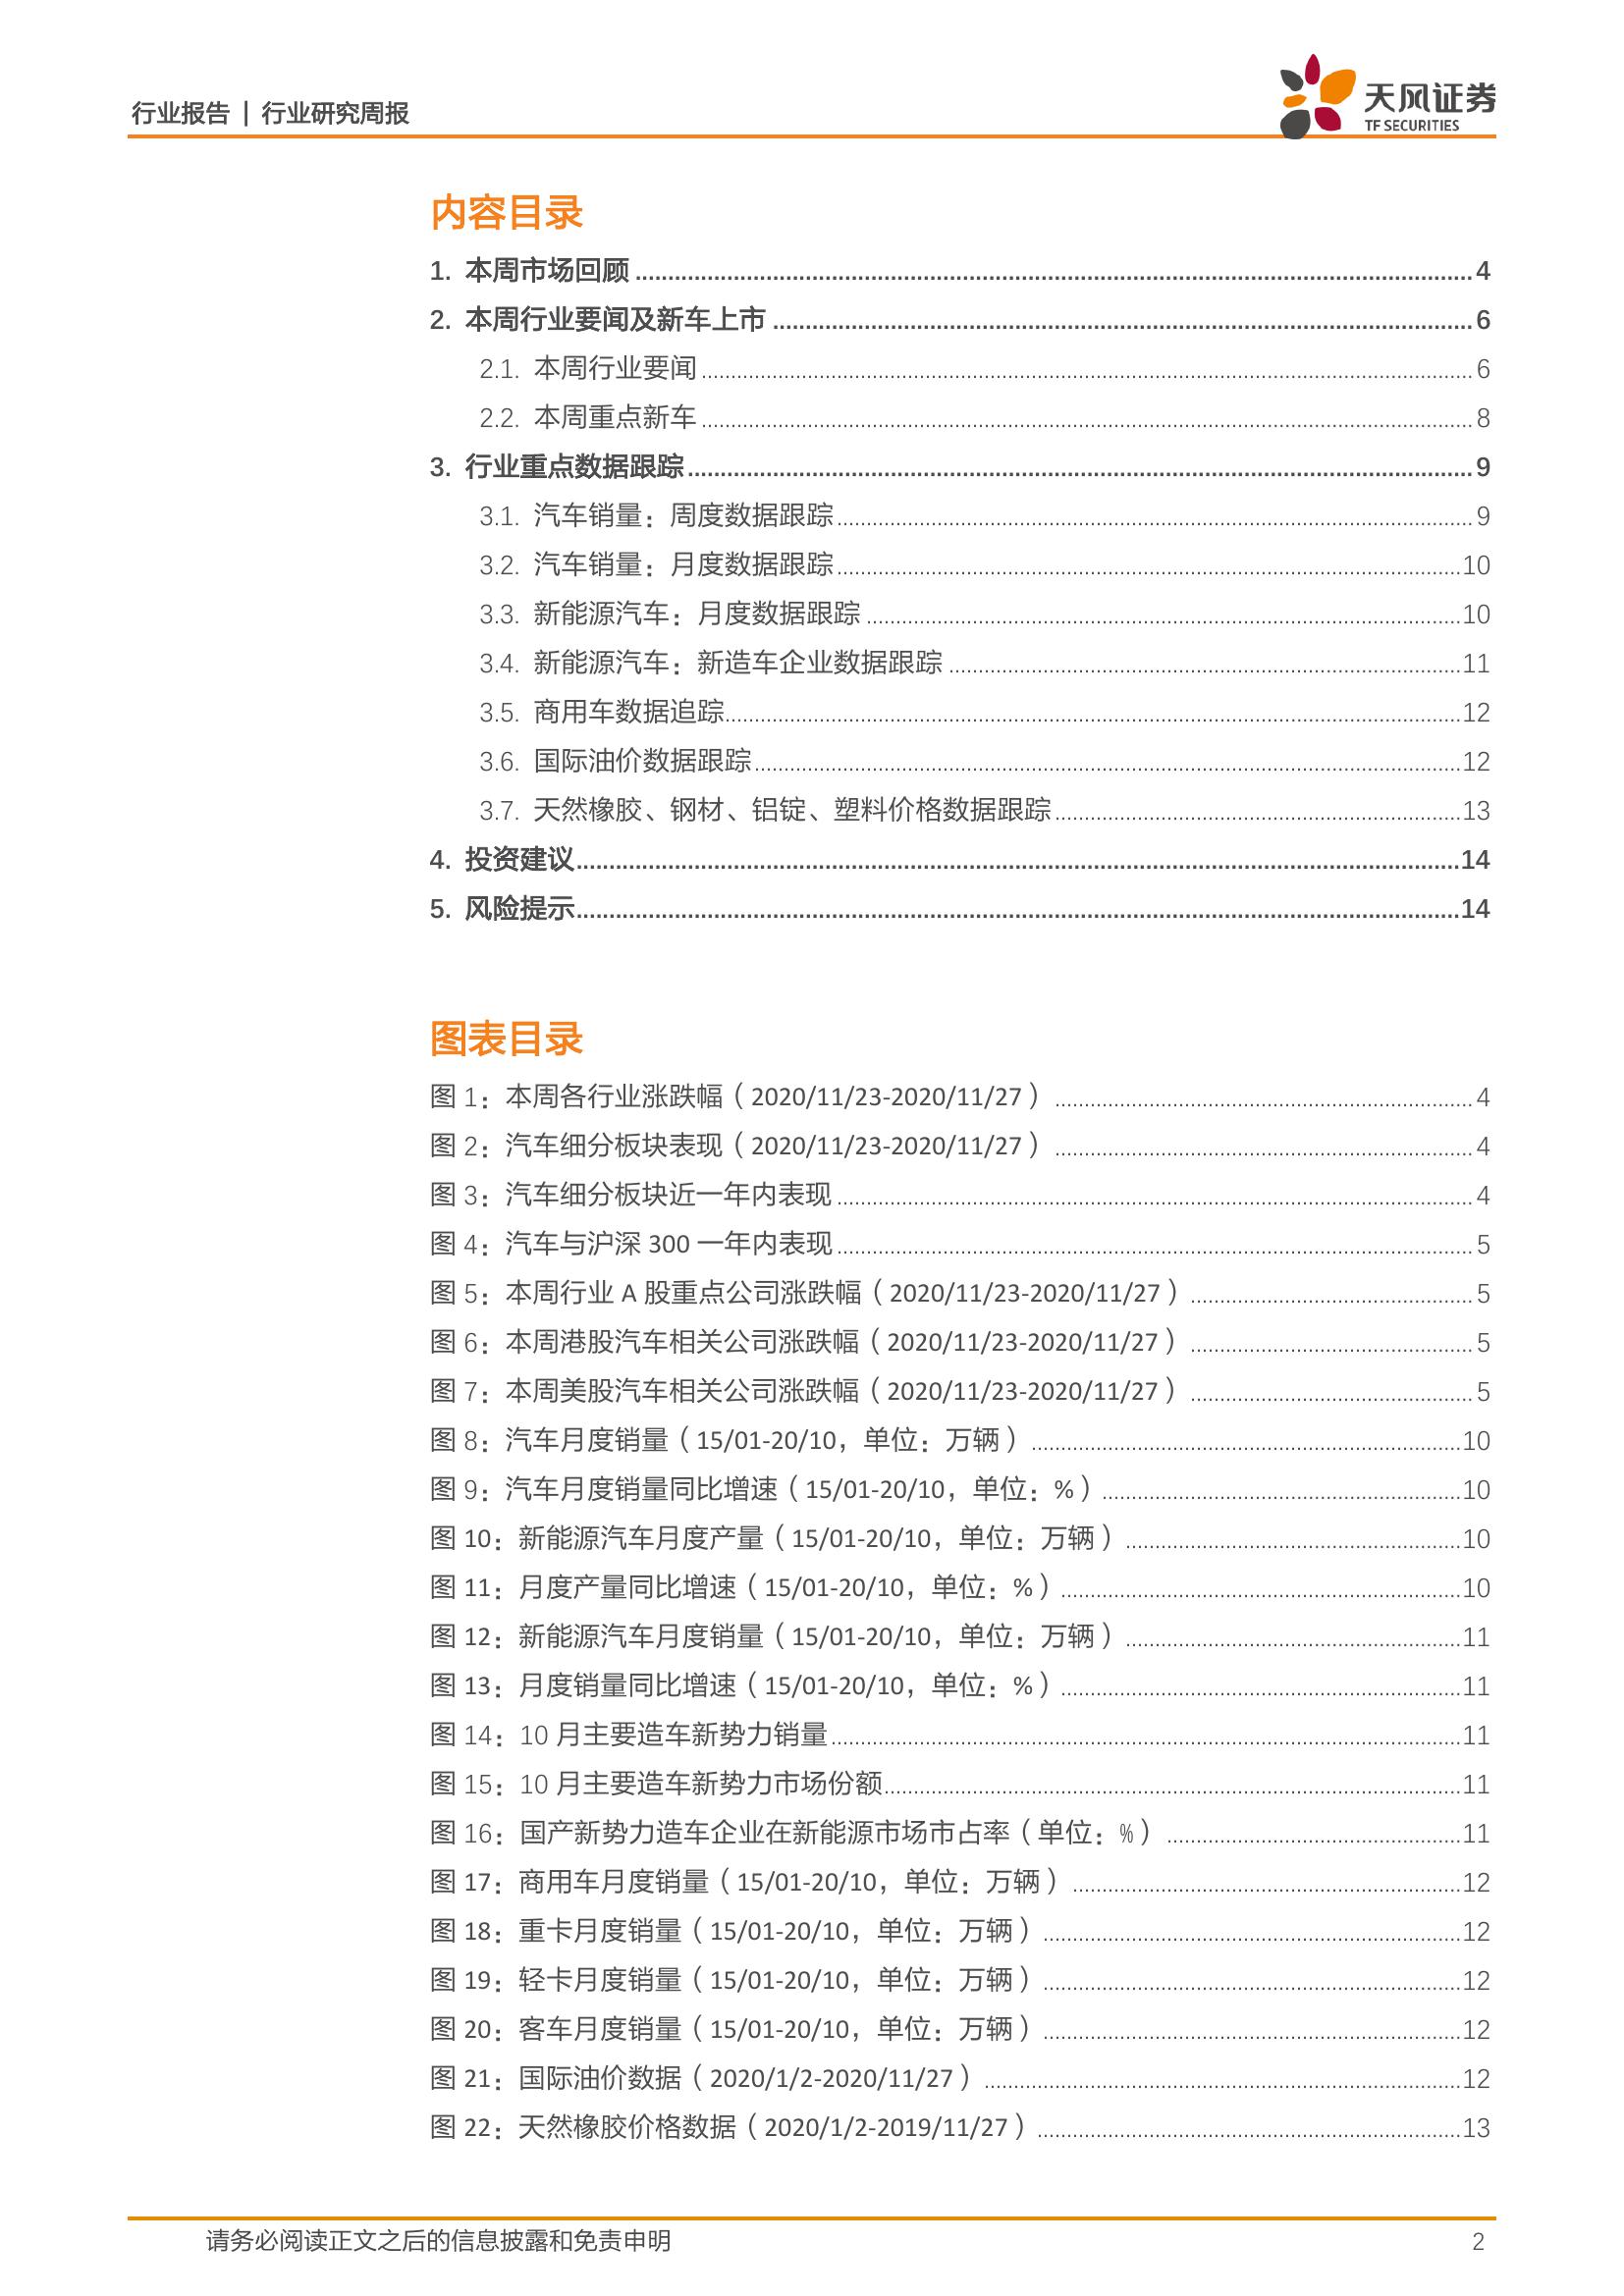 行业报告 | 行业研究周报
天风证券
TF SECURITIES
内容目录
1. 本周市场回顾 4
2. 本周行业要闻及新车上市 6
2.1. 本周行业要闻 6
2.2. 本周重点新车 8
3. 行业重点数据跟踪 9
3.1. 汽车销量：周度数据跟踪 9
3.2. 汽车销量：月度数据跟踪 10
3.3. 新能源汽车：月度数据跟踪 10
3.4. 新能源汽车：新造车企业数据跟踪 11
3.5. 商用车数据追踪 12
3.6. 国际油价数据跟踪 12
3.7. 天然橡胶、钢材、铝锭、塑料价格数据跟踪 13
4. 投资建议 14
5. 风险提示 14
图表目录
图 1：本周各行业涨跌幅（2020/11/23-2020/11/27） 4
图 2：汽车细分板块表现（2020/11/23-2020/11/27） 4
图 3：汽车细分板块近一年内表现 4
图 4：汽车与沪深 300 一年内表现 5
图 5：本周行业 A 股重点公司涨跌幅（2020/11/23-2020/11/27） 5
图 6：本周港股汽车相关公司涨跌幅（2020/11/23-2020/11/27） 5
图 7：本周美股汽车相关公司涨跌幅（2020/11/23-2020/11/27） 5
图 8：汽车月度销量（15/01-20/10，单位：万辆） 10
图 9：汽车月度销量同比增速（15/01-20/10，单位：%） 10
图 10：新能源汽车月度产量（15/01-20/10，单位：万辆） 10
图 11：月度产量同比增速（15/01-20/10，单位：%） 10
图 12：新能源汽车月度销量（15/01-20/10，单位：万辆） 11
图 13：月度销量同比增速（15/01-20/10，单位：%） 11
图 14：10 月主要造车新势力销量 11
图 15：10 月主要造车新势力市场份额 11
图 16：国产新势力造车企业在新能源市场市占率（单位：%） 11
图 17：商用车月度销量（15/01-20/10，单位：万辆） 12
图 18：重卡月度销量（15/01-20/10，单位：万辆） 12
图 19：轻卡月度销量（15/01-20/10，单位：万辆） 12
图 20：客车月度销量（15/01-20/10，单位：万辆） 12
图 21：国际油价数据（2020/1/2-2020/11/27） 12
图 22：天然橡胶价格数据（2020/1/2-2019/11/27） 13
请务必阅读正文之后的信息披露和免责申明 2